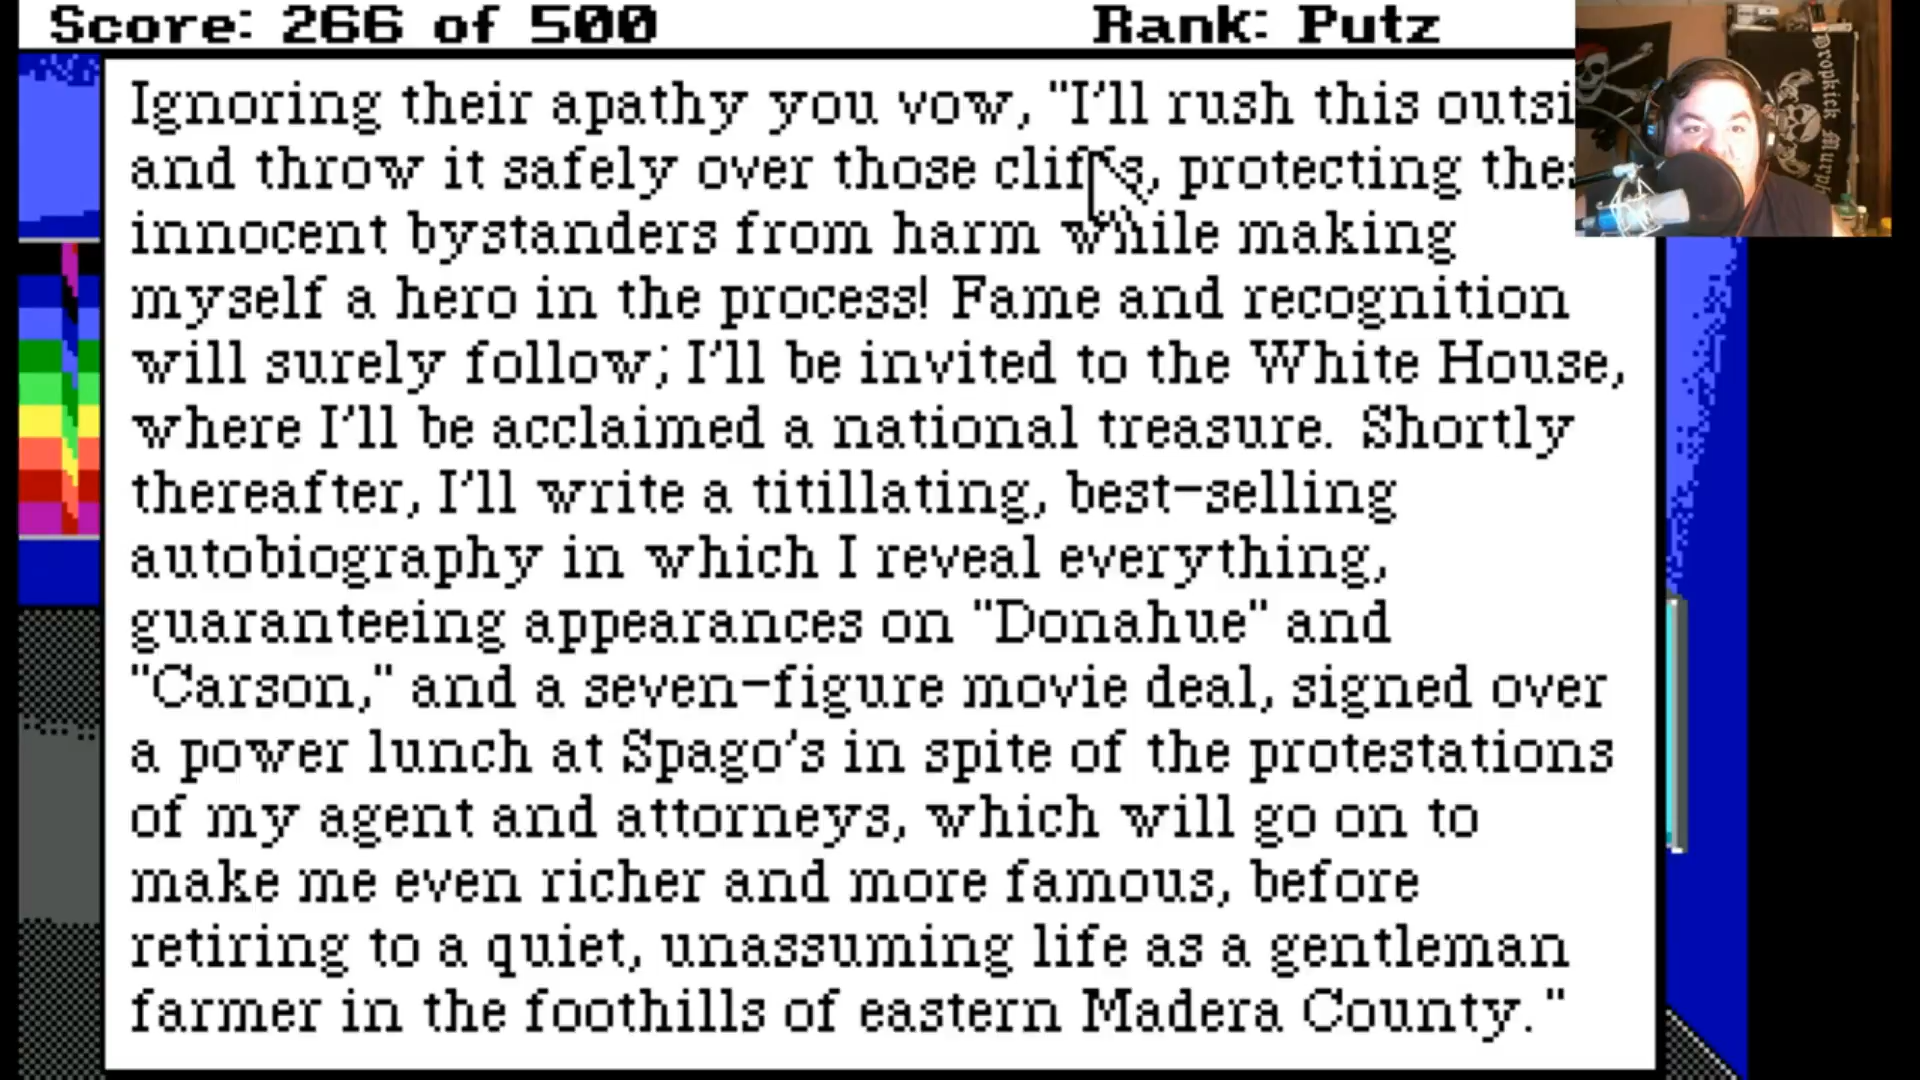 Score: 266 of 500 Rank: Putz
Ignoring their apathy you vow, "I'll rush this outsi
and throw it safely over those cliffs, protecting thes
innocent bystanders from harm while making
myself a hero in the process! Fame and recognition
will surely follow; I'll be invited to the White House,
where I'll be acclaimed a national treasure. Shortly
thereafter, I'll write a titillating, best-selling
autobiography in which I reveal everything,
guaranteeing appearances on "Donahue" and
"Carson," and a seven-figure movie deal, signed over
a power lunch at Spago's in spite of the protestations
of my agent and attorneys, which will go on to
make me even richer and more famous, before
retiring to a quiet, unassuming life as a gentleman
farmer in the foothills of eastern Madera County."
Dropkick Murph